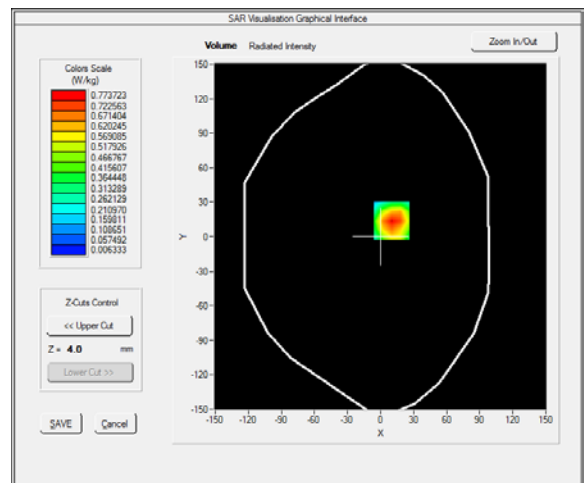 SAR Visualisation Graphical Interface
Volume Radiated Intensity
Zoom In/Out
Colors Scale
(W/kg)
0.773723
0.722563
0.671404
0.620245
0.569085
0.517926
0.466767
0.415607
0.364448
0.313289
0.262129
0.210970
0.159811
0.108651
0.057492
0.006333
Z-Cuts Control
<< Upper Cut
Z = 4.0 mm
Lower Cut >>
SAVE Cancel
150
120
90
60
30
0
-30
-60
-90
-120
-150
Y
-150 -120 -90 -60 -30 0 30 60 90 120 150
X